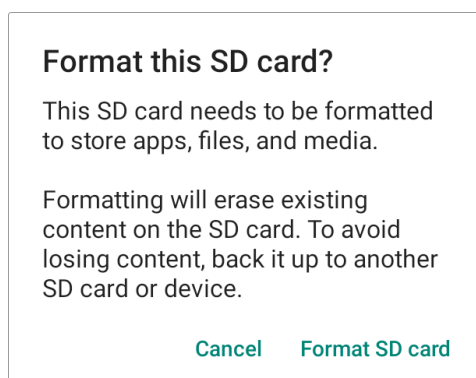 Format this SD card?
This SD card needs to be formatted
to store apps, files, and media.
Formatting will erase existing
content on the SD card. To avoid
losing content, back it up to another
SD card or device.
Cancel Format SD card